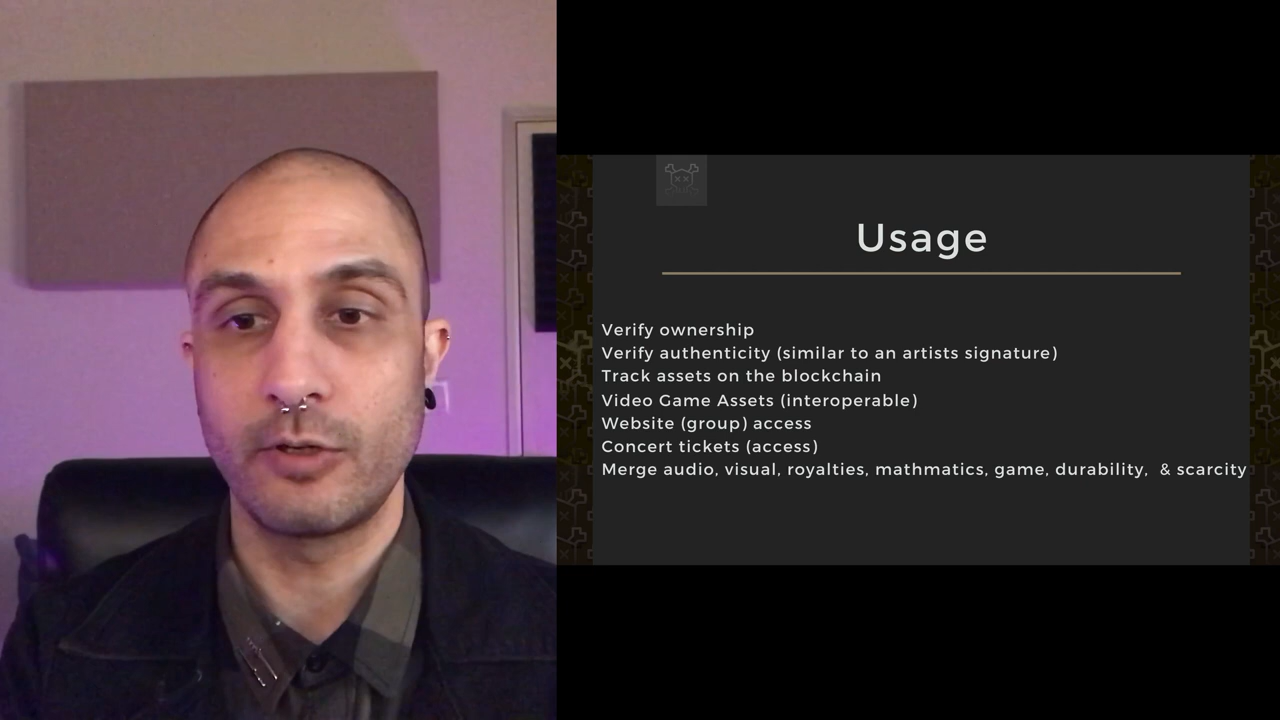 Usage
Verify ownership
Verify authenticity (similar to an artists signature)
Track assets on the blockchain
Video Game Assets (interoperable)
Website (group) access
Concert tickets (access)
Merge audio, visual, royalties, mathmatics, game, durability,  & scarcity